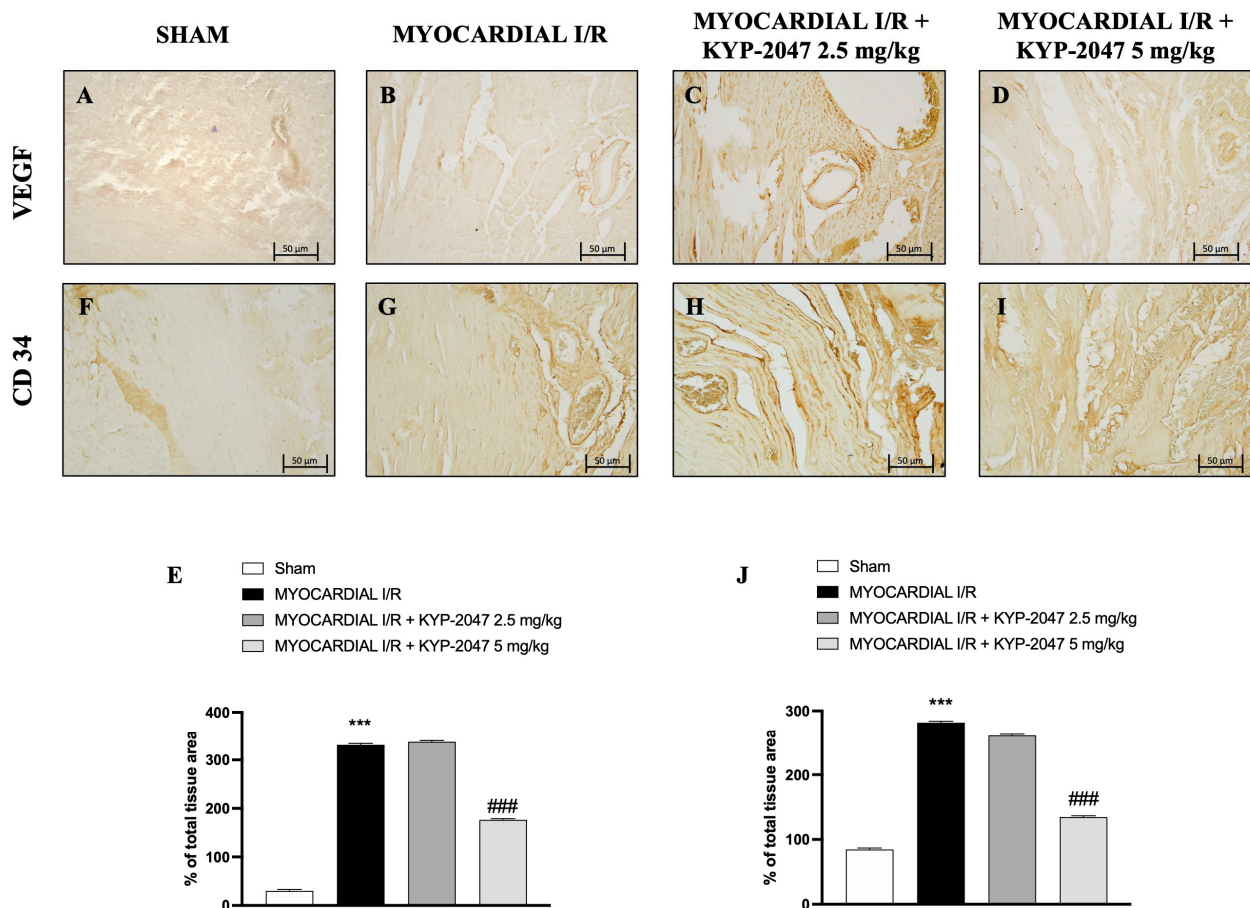 SHAM
MYOCARDIAL I/R
MYOCARDIAL I/R +
KYP-2047 2.5 mg/kg
MYOCARDIAL I/R +
KYP-2047 5 mg/kg
VEGF
A
50 µm
B
50 µm
C
50 µm
D
50 µm
CD 34
F
50 µm
G
50 µm
H
50 µm
I
50 µm
E
Sham
MYOCARDIAL I/R
MYOCARDIAL I/R + KYP-2047 2.5 mg/kg
MYOCARDIAL I/R + KYP-2047 5 mg/kg
% of total tissue area
400
300
200
100
0
***
###
J
Sham
MYOCARDIAL I/R
MYOCARDIAL I/R + KYP-2047 2.5 mg/kg
MYOCARDIAL I/R + KYP-2047 5 mg/kg
% of total tissue area
300
200
100
0
***
###